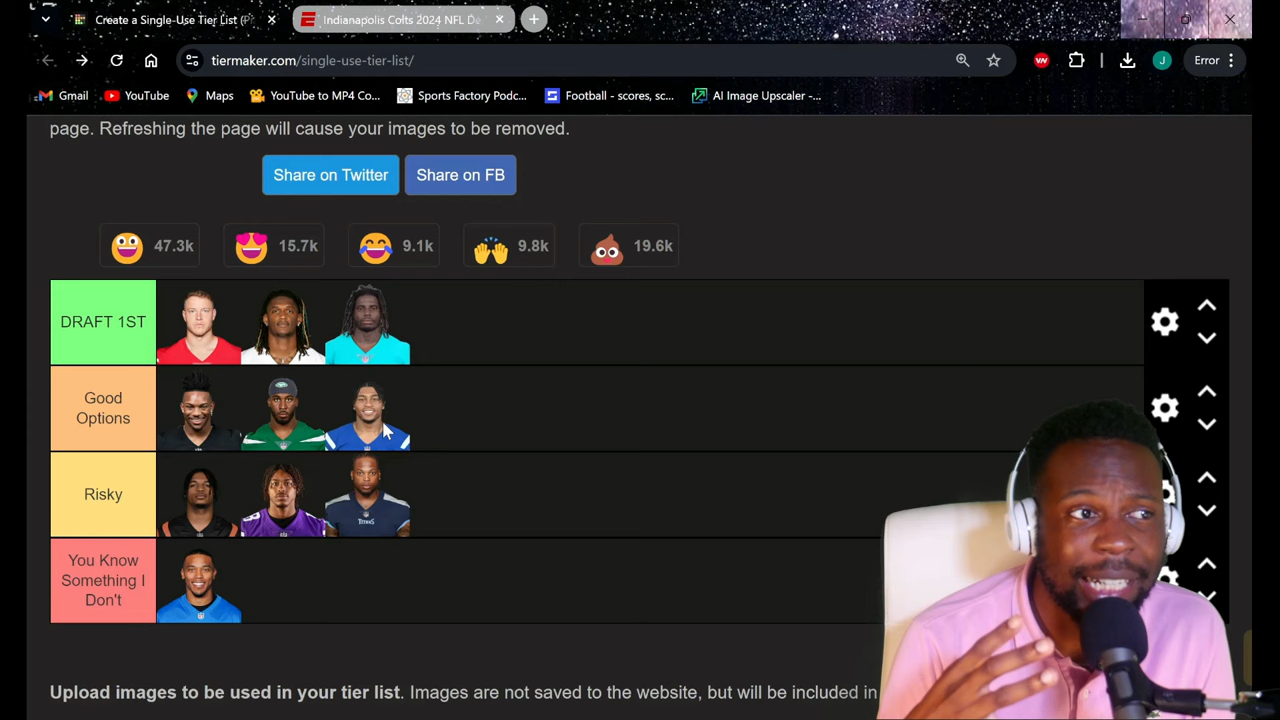 Create a Single-Use Tier List (P
Indianapolis Colts 2024 NFL De
tiermaker.com/single-use-tier-list/
Error
Gmail
YouTube
Maps
YouTube to MP4 Co...
Sports Factory Podc...
Football - scores, sc...
AI Image Upscaler -...
page. Refreshing the page will cause your images to be removed.
Share on Twitter
Share on FB
47.3k
15.7k
9.1k
9.8k
19.6k
DRAFT 1ST
Good
Options
Risky
TITANS
You Know
Something I
Don't
Upload images to be used in your tier list. Images are not saved to the website, but will be included in